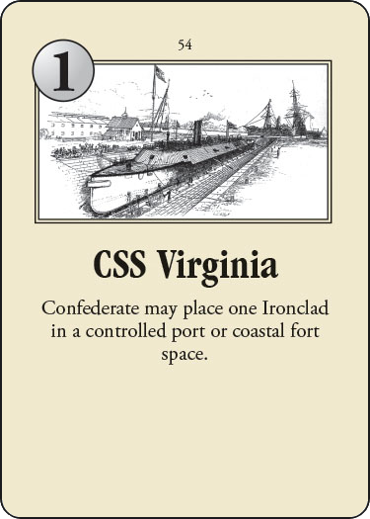 54
1
CSS Virginia
Confederate may place one Ironclad
in a controlled port or coastal fort
space.